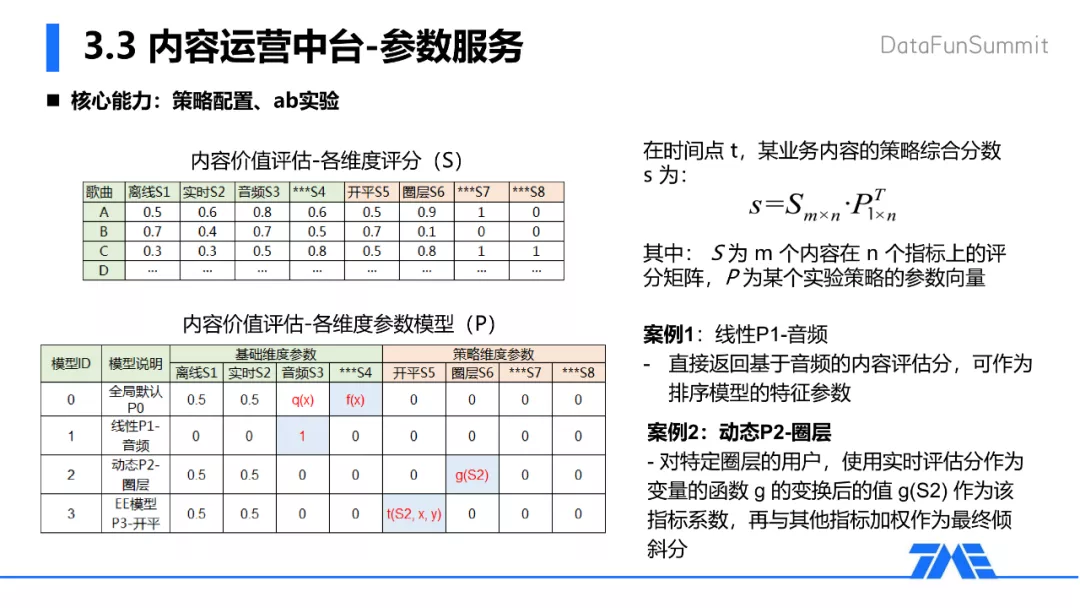 3.3 内容运营中台-参数服务
DataFunSummit
■ 核心能力：策略配置、ab实验
内容价值评估-各维度评分（S）
歌曲 离线S1 实时S2 音频S3 ***S4 开平S5 圈层S6 ***S7 ***S8
A 0.5 0.6 0.8 0.6 0.5 0.9 1 0
B 0.7 0.4 0.7 0.5 0.7 0.1 0 0
C 0.3 0.3 0.5 0.8 0.5 0.8 1 1
D ... ... ... ... ... ... ... ...
内容价值评估-各维度参数模型（P）
模型ID 模型说明 基础维度参数 策略维度参数
离线S1 实时S2 音频S3 ***S4 开平S5 圈层S6 ***S7 ***S8
0 全局默认 0.5 0.5 q(x) f(x) 0 0 0 0
P0
1 线性P1- 0 0 1 0 0 0 0 0
音频
2 动态P2- 0.5 0.5 0 0 0 g(S2) 0 0
圈层
3 EE模型 0.5 0.5 0 0 t(S2, x, y) 0 0 0
P3-开平
在时间点 t，某业务内容的策略综合分数
s 为：
s=S_{m×n}·P^T_{1×n}
其中： S 为 m 个内容在 n 个指标上的评
分矩阵，P 为某个实验策略的参数向量
案例1：线性P1-音频
- 直接返回基于音频的内容评估分，可作为
排序模型的特征参数
案例2：动态P2-圈层
- 对特定圈层的用户，使用实时评估分作为
变量的函数 g 的变换后的值 g(S2) 作为该
指标系数，再与其他指标加权作为最终倾
斜分
TME